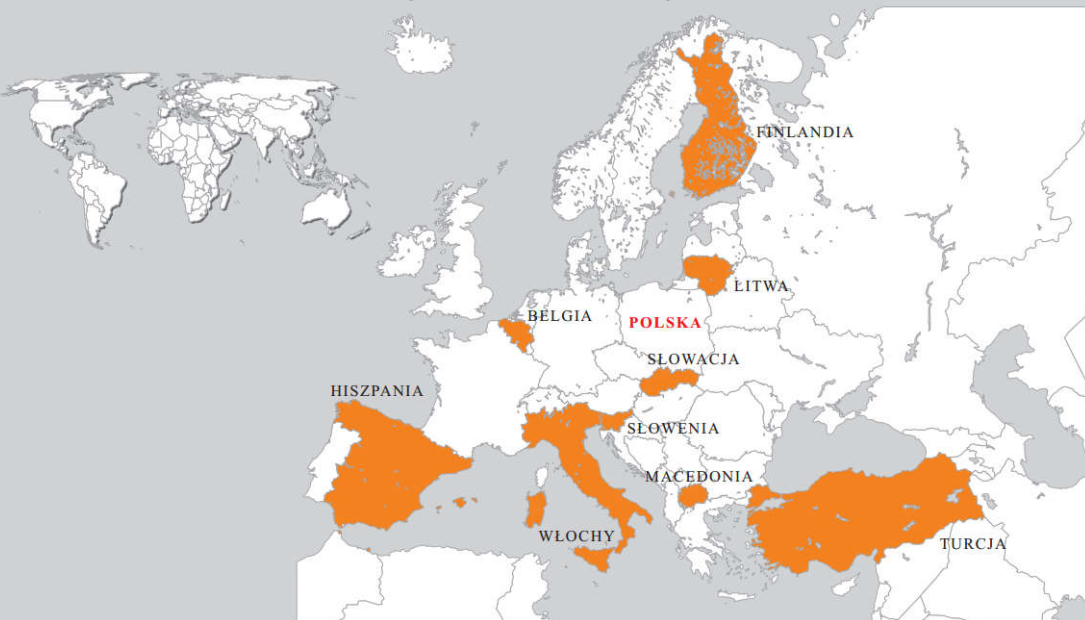 FINLANDIA
LITWA
BELGIA
POLSKA
SŁOWACJA
HISZPANIA
SŁOWENIA
MACEDONIA
WŁOCHY
TURCJA